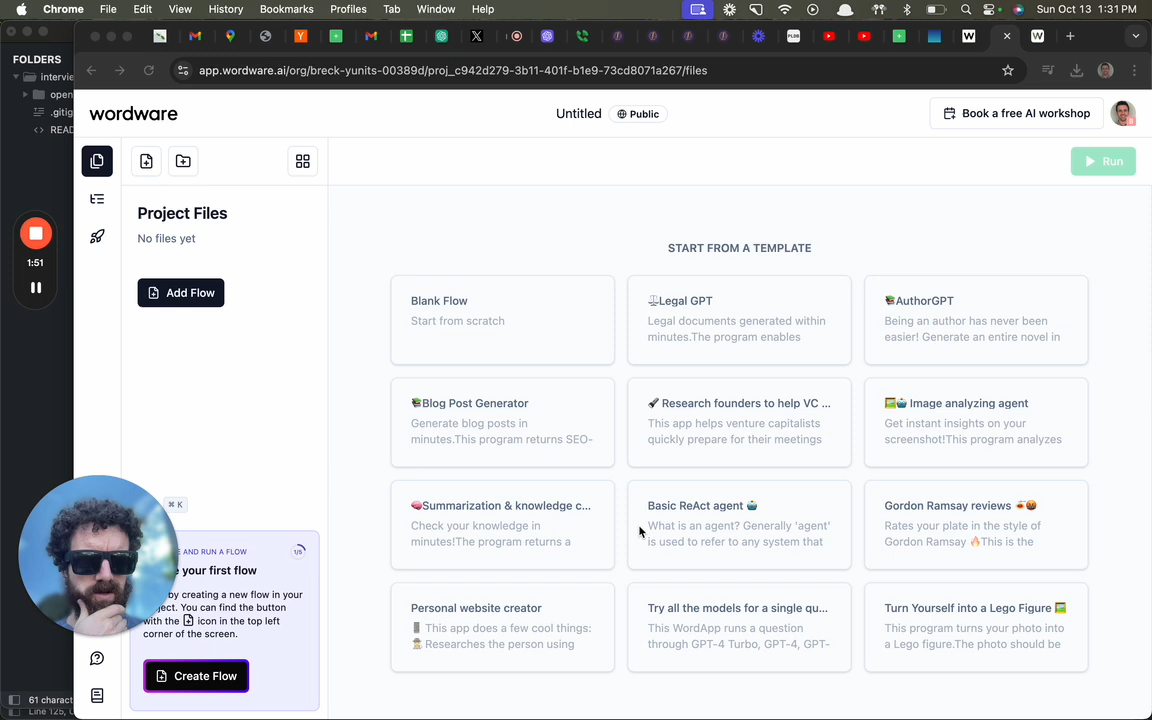 Chrome File Edit View History Bookmarks Profiles Tab Window Help Sun Oct 13 1:31 PM
FOLDERS
intervie
open
.gitig
READ
app.wordware.ai/org/breck-yunits-00389d/proj_c942d279-3b11-401f-b1e9-73cd8071a267/files
wordware
Untitled
Public
Book a free AI workshop
Run
Project Files
No files yet
Add Flow
1:51
START FROM A TEMPLATE
Blank Flow
Start from scratch
Legal GPT
Legal documents generated within
minutes.The program enables
AuthorGPT
Being an author has never been
easier! Generate an entire novel in
Blog Post Generator
Generate blog posts in
minutes.This program returns SEO-
Research founders to help VC ...
This app helps venture capitalists
quickly prepare for their meetings
Image analyzing agent
Get instant insights on your
screenshot!This program analyzes
Summarization & knowledge c...
Check your knowledge in
minutes!The program returns a
Basic ReAct agent
What is an agent? Generally 'agent'
is used to refer to any system that
Gordon Ramsay reviews
Rates your plate in the style of
Gordon Ramsay 🔥This is the
Personal website creator
This app does a few cool things:
Researches the person using
Try all the models for a single qu...
This WordApp runs a question
through GPT-4 Turbo, GPT-4, GPT-
Turn Yourself into a Lego Figure
This program turns your photo into
a Lego figure.The photo should be
⌘ K
E AND RUN A FLOW
1/5
e your first flow
by creating a new flow in your
ject. You can find the button
with the icon in the top left
corner of the screen.
Create Flow
61 charact
Line 125, C